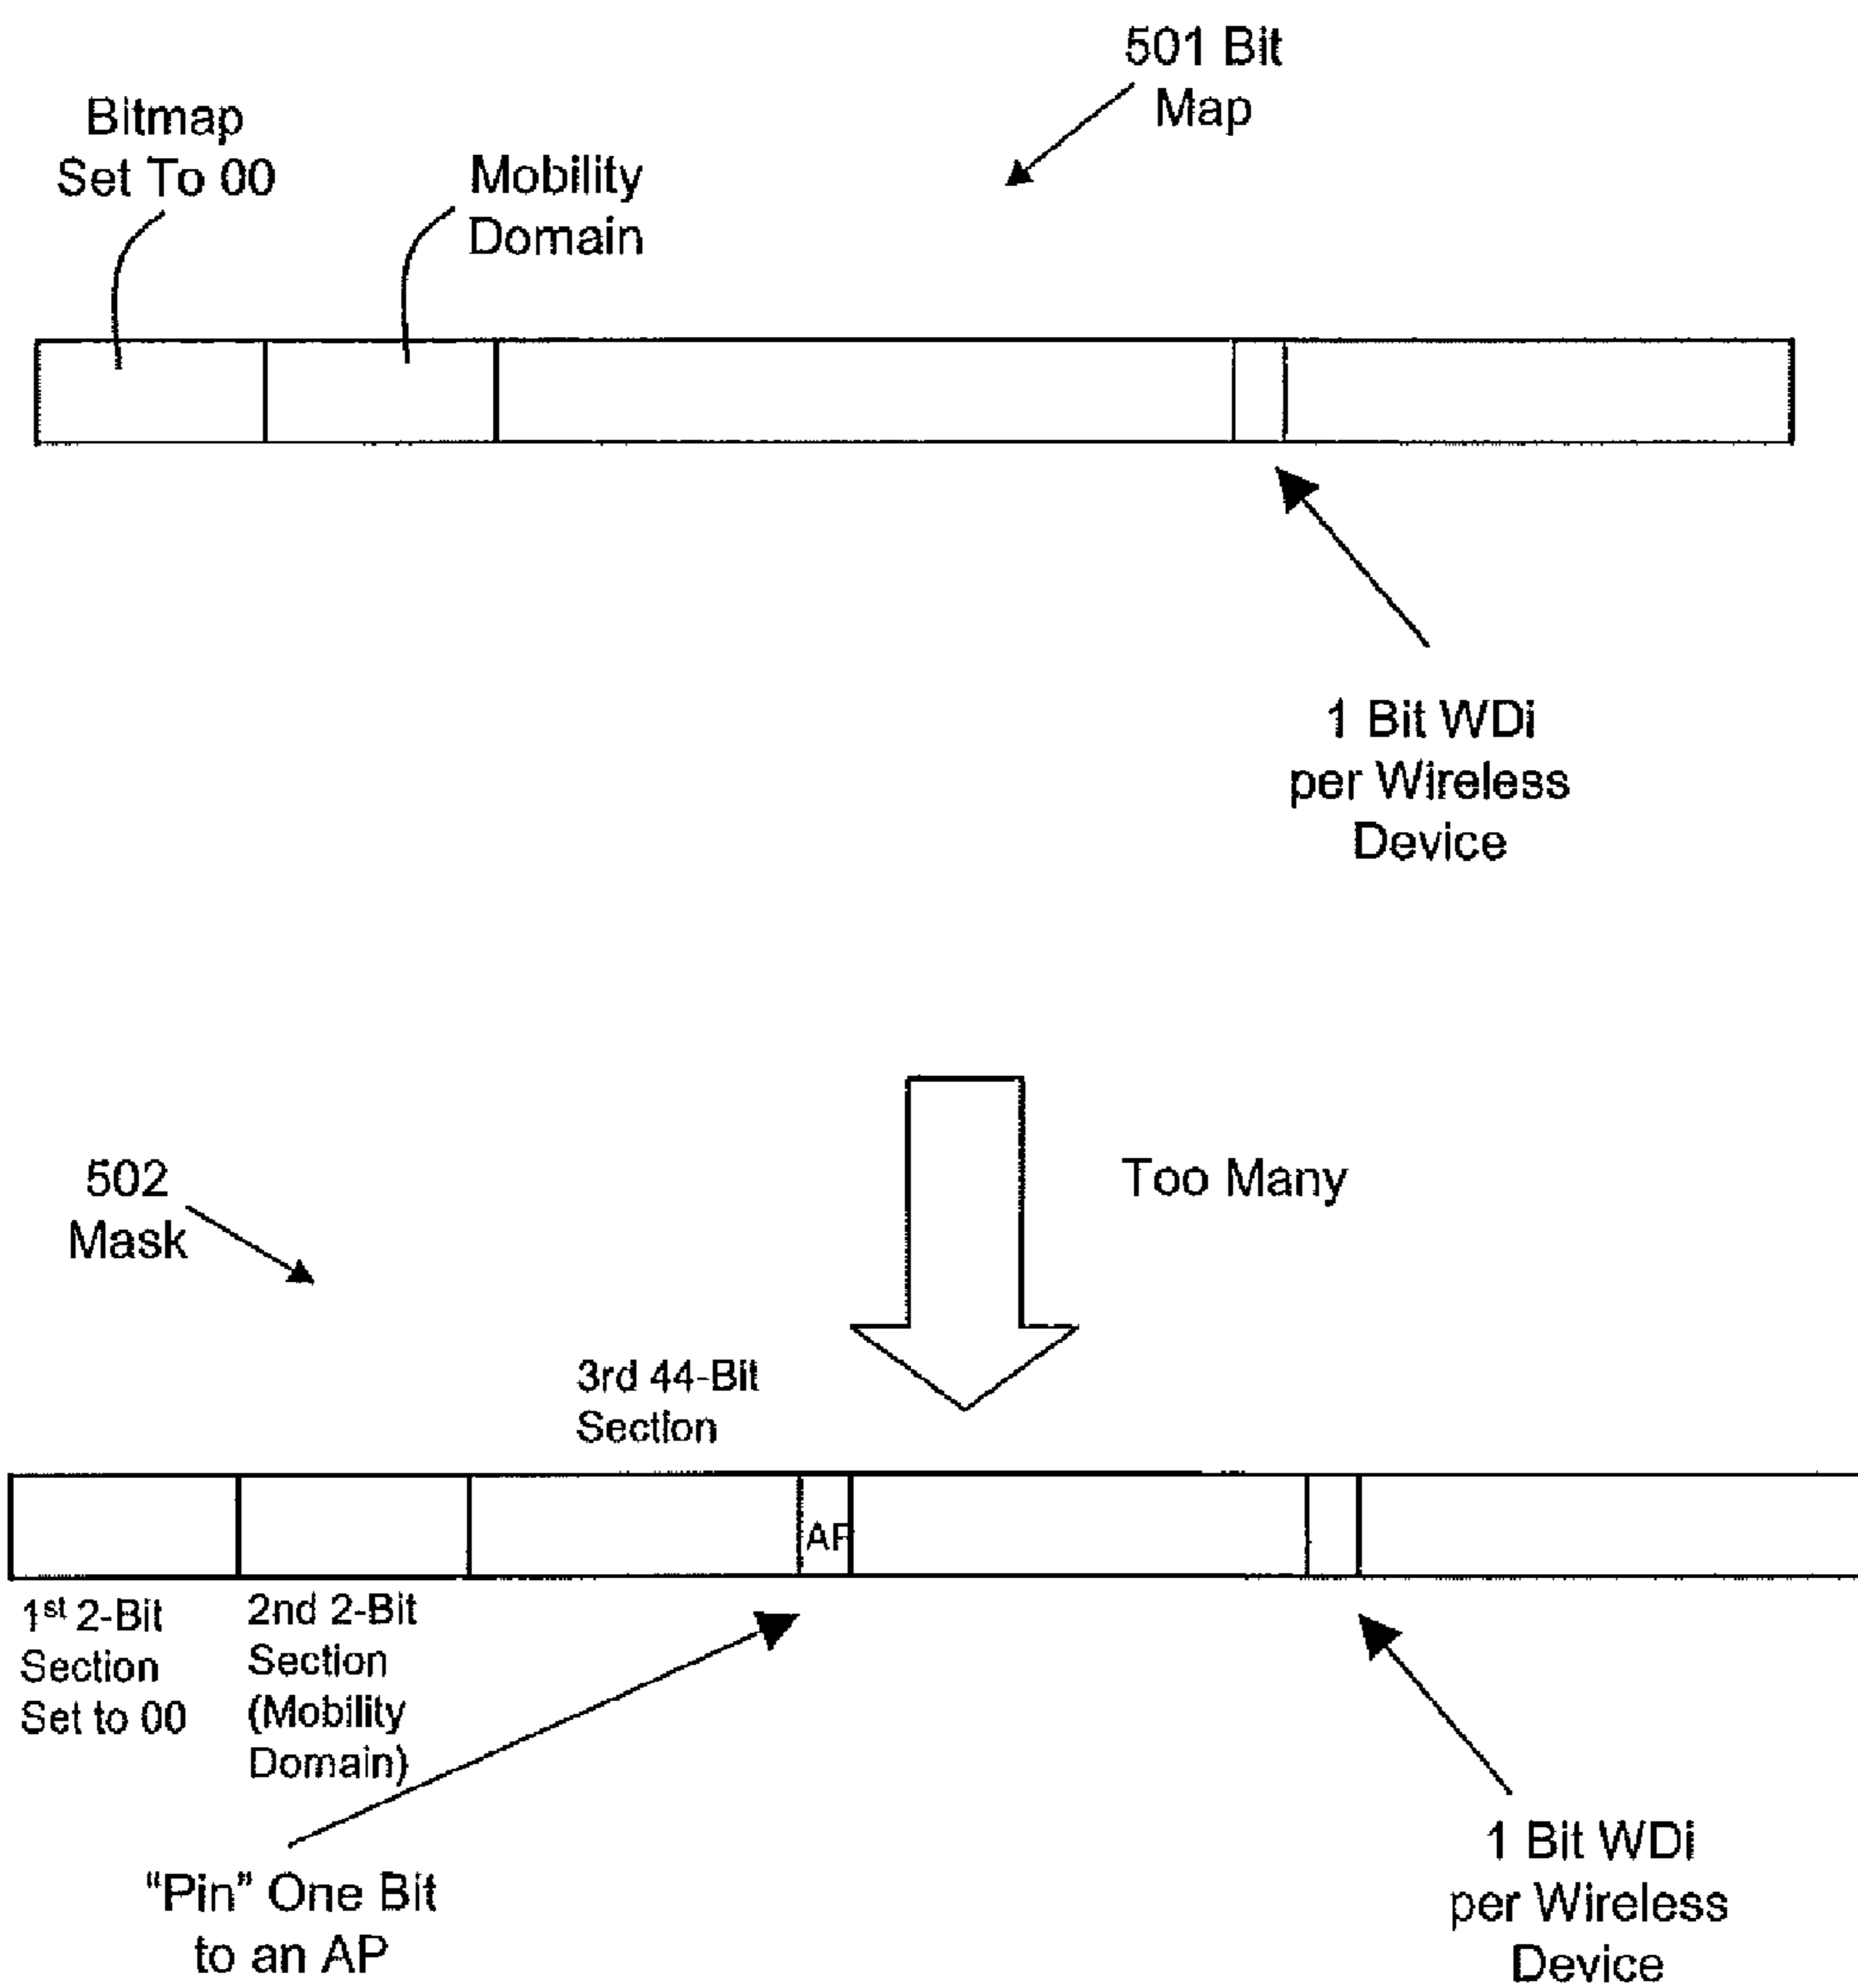 501 Bit
Map
Bitmap
Set To 00
Mobility
Domain
1 Bit WDi
per Wireless
Device
502
Mask
Too Many
3rd 44-Bit
Section
AP
1st 2-Bit
Section
Set to 00
2nd 2-Bit
Section
(Mobility
Domain)
"Pin" One Bit
to an AP
1 Bit WDi
per Wireless
Device